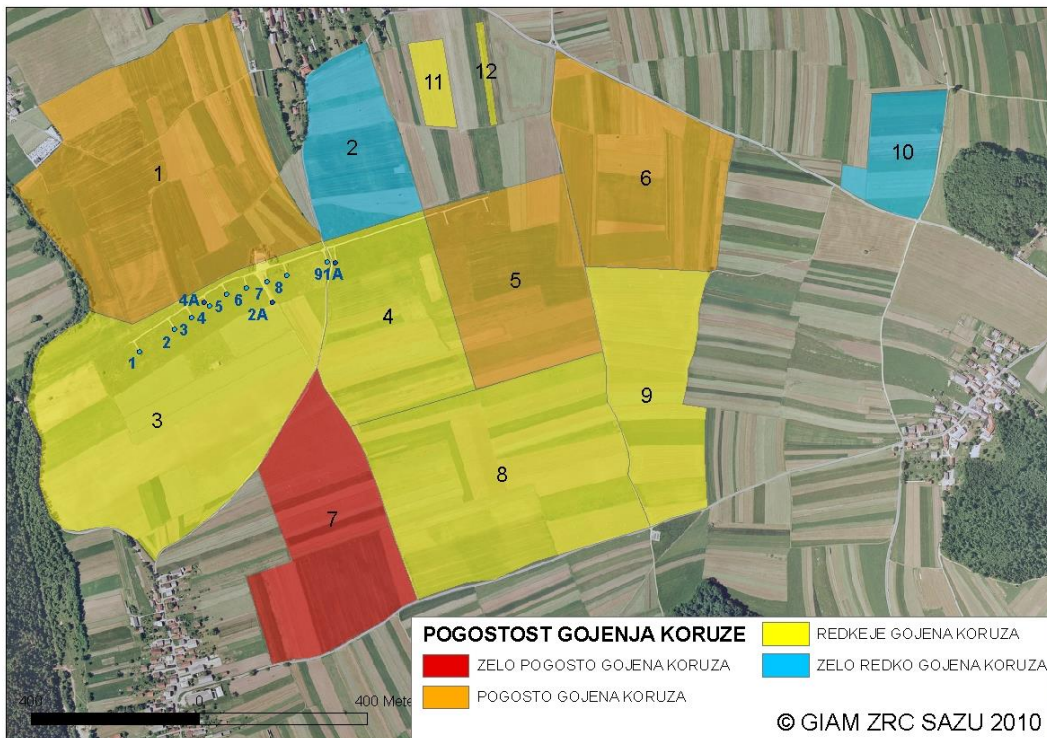 11
12
2
10
1
6
91A
8
7
6
5
4A
2A
4
3
2
1
5
4
9
3
8
7
POGOSTOST GOJENJA KORUZE
ZELO POGOSTO GOJENA KORUZA
POGOSTO GOJENA KORUZA
REDKEJE GOJENA KORUZA
ZELO REDKO GOJENA KORUZA
400 0 400 Mete
© GIAM ZRC SAZU 2010